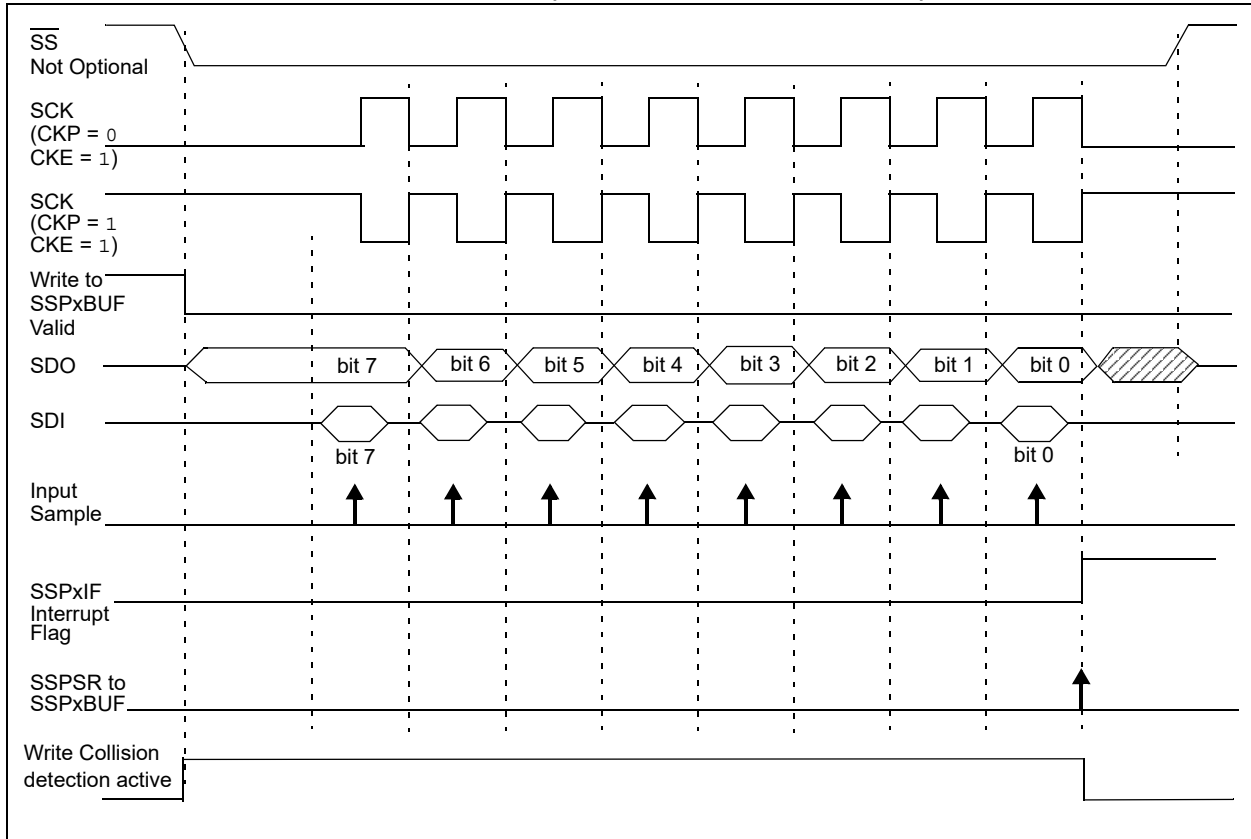 SS
Not Optional
SCK
(CKP = 0
CKE = 1)
SCK
(CKP = 1
CKE = 1)
Write to
SSPxBUF
Valid
SDO
bit 7 bit 6 bit 5 bit 4 bit 3 bit 2 bit 1 bit 0
SDI
bit 7 bit 0
Input
Sample
SSPxIF
Interrupt
Flag
SSPSR to
SSPxBUF
Write Collision
detection active